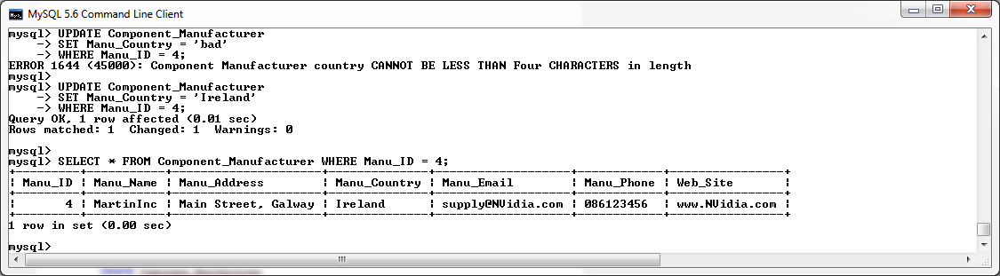 MySQL 5.6 Command Line Client
mysql> UPDATE Component_Manufacturer
    -> SET Manu_Country = 'bad'
    -> WHERE Manu_ID = 4;
ERROR 1644 (45000): Component Manufacturer country CANNOT BE LESS THAN Four CHARACTERS in length
mysql>
mysql> UPDATE Component_Manufacturer
    -> SET Manu_Country = 'Ireland'
    -> WHERE Manu_ID = 4;
Query OK, 1 row affected (0.01 sec)
Rows matched: 1  Changed: 1  Warnings: 0
mysql>
mysql> SELECT * FROM Component_Manufacturer WHERE Manu_ID = 4;
+---------+-----------+----------------------+--------------+-------------------+------------+----------------+
| Manu_ID | Manu_Name | Manu_Address         | Manu_Country | Manu_Email        | Manu_Phone | Web_Site       |
+---------+-----------+----------------------+--------------+-------------------+------------+----------------+
|       4 | MartinInc | Main Street, Galway | Ireland      | supply@NVidia.com | 086123456  | www.NVidia.com |
+---------+-----------+----------------------+--------------+-------------------+------------+----------------+
1 row in set (0.00 sec)
mysql>